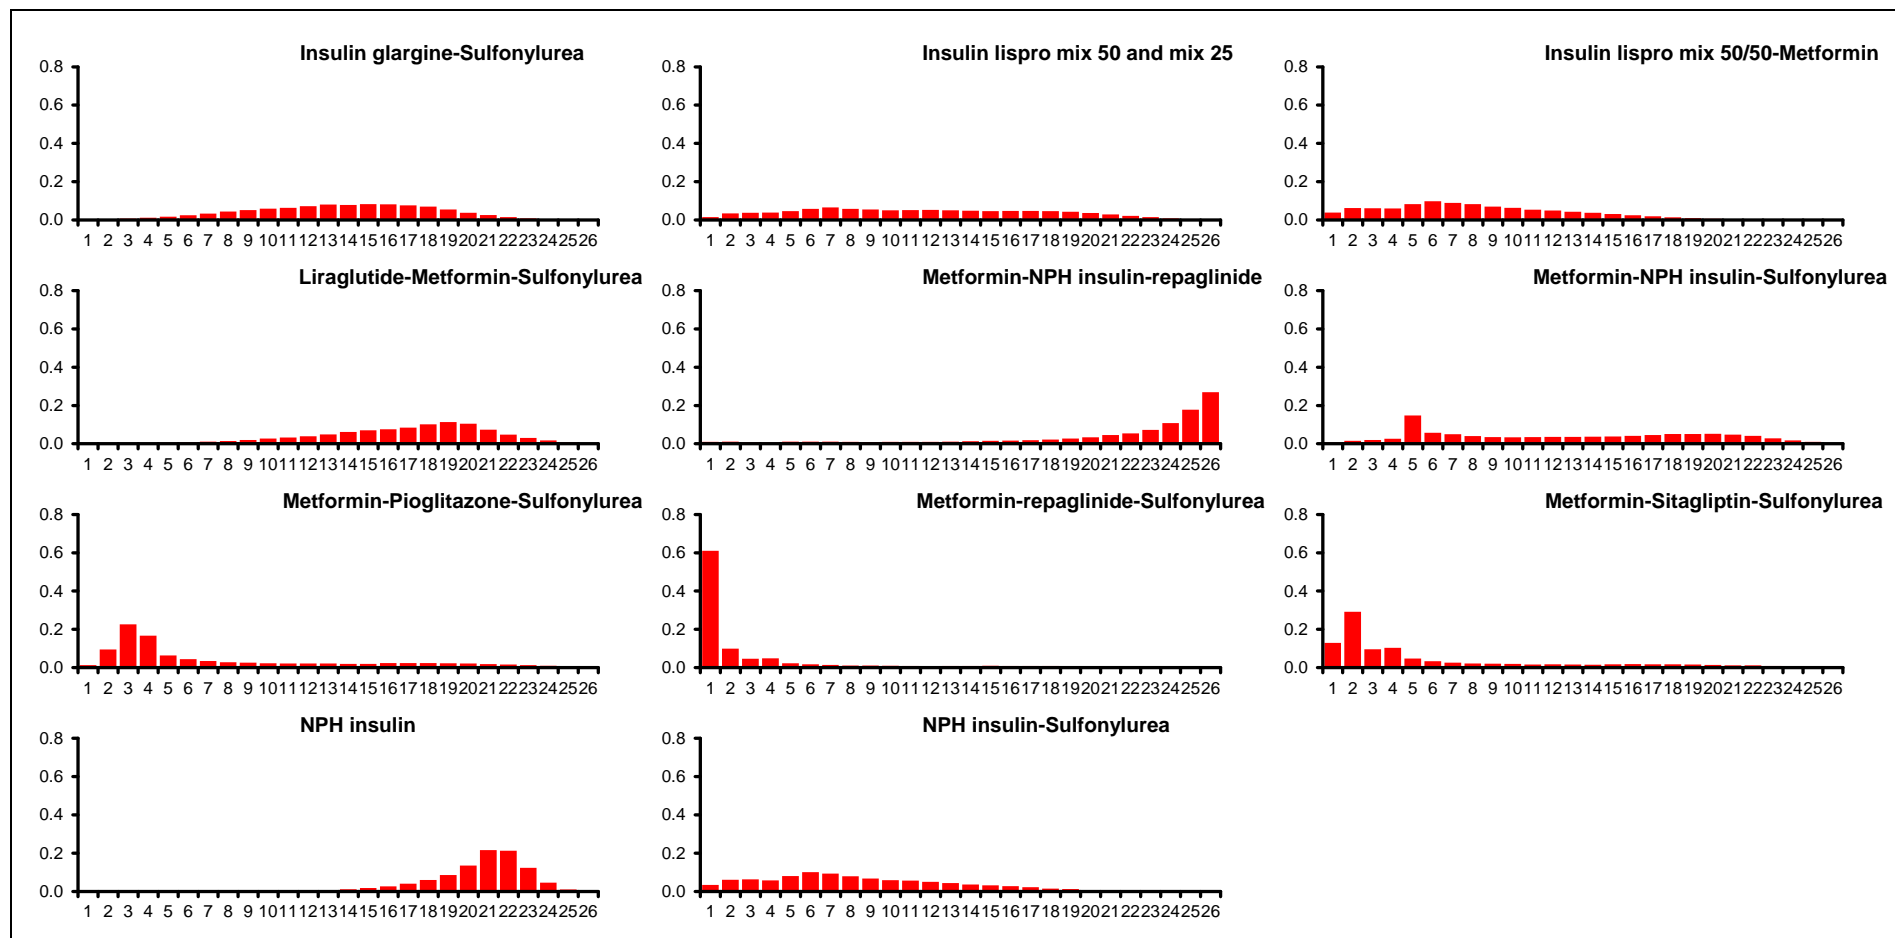 Insulin glargine-Sulfonylurea
0.8
0.6
0.4
0.2
0.0
1 2 3 4 5 6 7 8 9 10 11 12 13 14 15 16 17 18 19 20 21 22 23 24 25 26
Insulin lispro mix 50 and mix 25
0.8
0.6
0.4
0.2
0.0
1 2 3 4 5 6 7 8 9 10 11 12 13 14 15 16 17 18 19 20 21 22 23 24 25 26
Insulin lispro mix 50/50-Metformin
0.8
0.6
0.4
0.2
0.0
1 2 3 4 5 6 7 8 9 10 11 12 13 14 15 16 17 18 19 20 21 22 23 24 25 26
Liraglutide-Metformin-Sulfonylurea
0.8
0.6
0.4
0.2
0.0
1 2 3 4 5 6 7 8 9 10 11 12 13 14 15 16 17 18 19 20 21 22 23 24 25 26
Metformin-NPH insulin-repaglinide
0.8
0.6
0.4
0.2
0.0
1 2 3 4 5 6 7 8 9 10 11 12 13 14 15 16 17 18 19 20 21 22 23 24 25 26
Metformin-NPH insulin-Sulfonylurea
0.8
0.6
0.4
0.2
0.0
1 2 3 4 5 6 7 8 9 10 11 12 13 14 15 16 17 18 19 20 21 22 23 24 25 26
Metformin-Pioglitazone-Sulfonylurea
0.8
0.6
0.4
0.2
0.0
1 2 3 4 5 6 7 8 9 10 11 12 13 14 15 16 17 18 19 20 21 22 23 24 25 26
Metformin-repaglinide-Sulfonylurea
0.8
0.6
0.4
0.2
0.0
1 2 3 4 5 6 7 8 9 10 11 12 13 14 15 16 17 18 19 20 21 22 23 24 25 26
Metformin-Sitagliptin-Sulfonylurea
0.8
0.6
0.4
0.2
0.0
1 2 3 4 5 6 7 8 9 10 11 12 13 14 15 16 17 18 19 20 21 22 23 24 25 26
NPH insulin
0.8
0.6
0.4
0.2
0.0
1 2 3 4 5 6 7 8 9 10 11 12 13 14 15 16 17 18 19 20 21 22 23 24 25 26
NPH insulin-Sulfonylurea
0.8
0.6
0.4
0.2
0.0
1 2 3 4 5 6 7 8 9 10 11 12 13 14 15 16 17 18 19 20 21 22 23 24 25 26